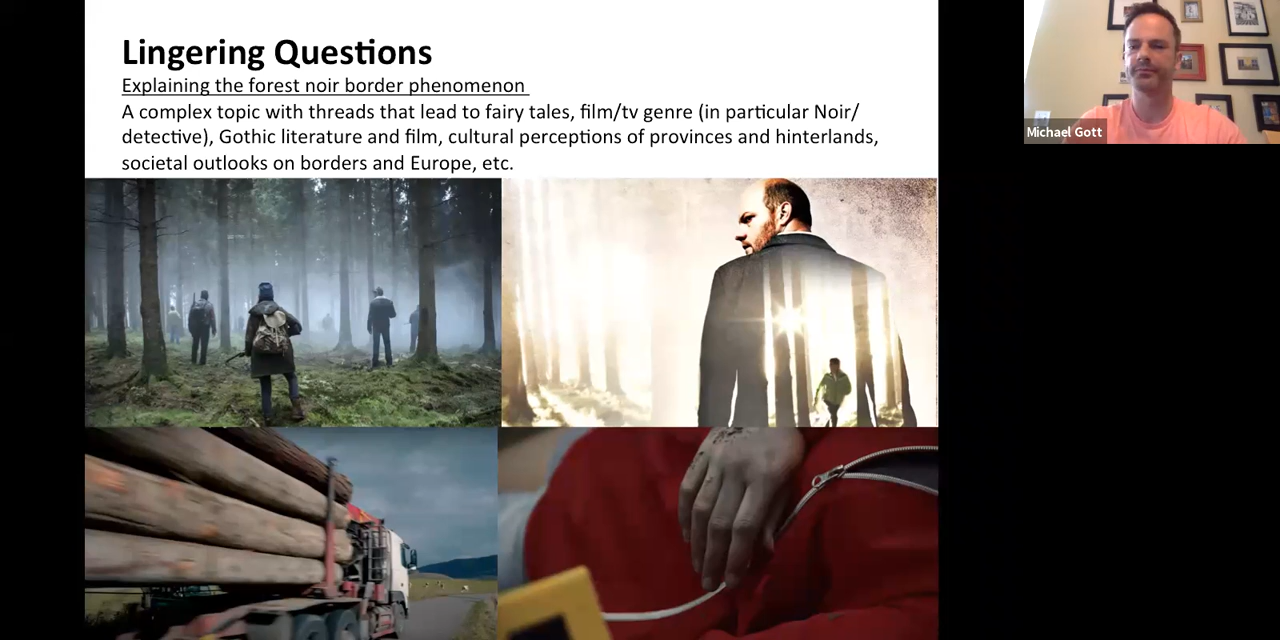 Lingering Questions
Explaining the forest noir border phenomenon
A complex topic with threads that lead to fairy tales, film/tv genre (in particular Noir/
detective), Gothic literature and film, cultural perceptions of provinces and hinterlands,
societal outlooks on borders and Europe, etc.
Michael Gott